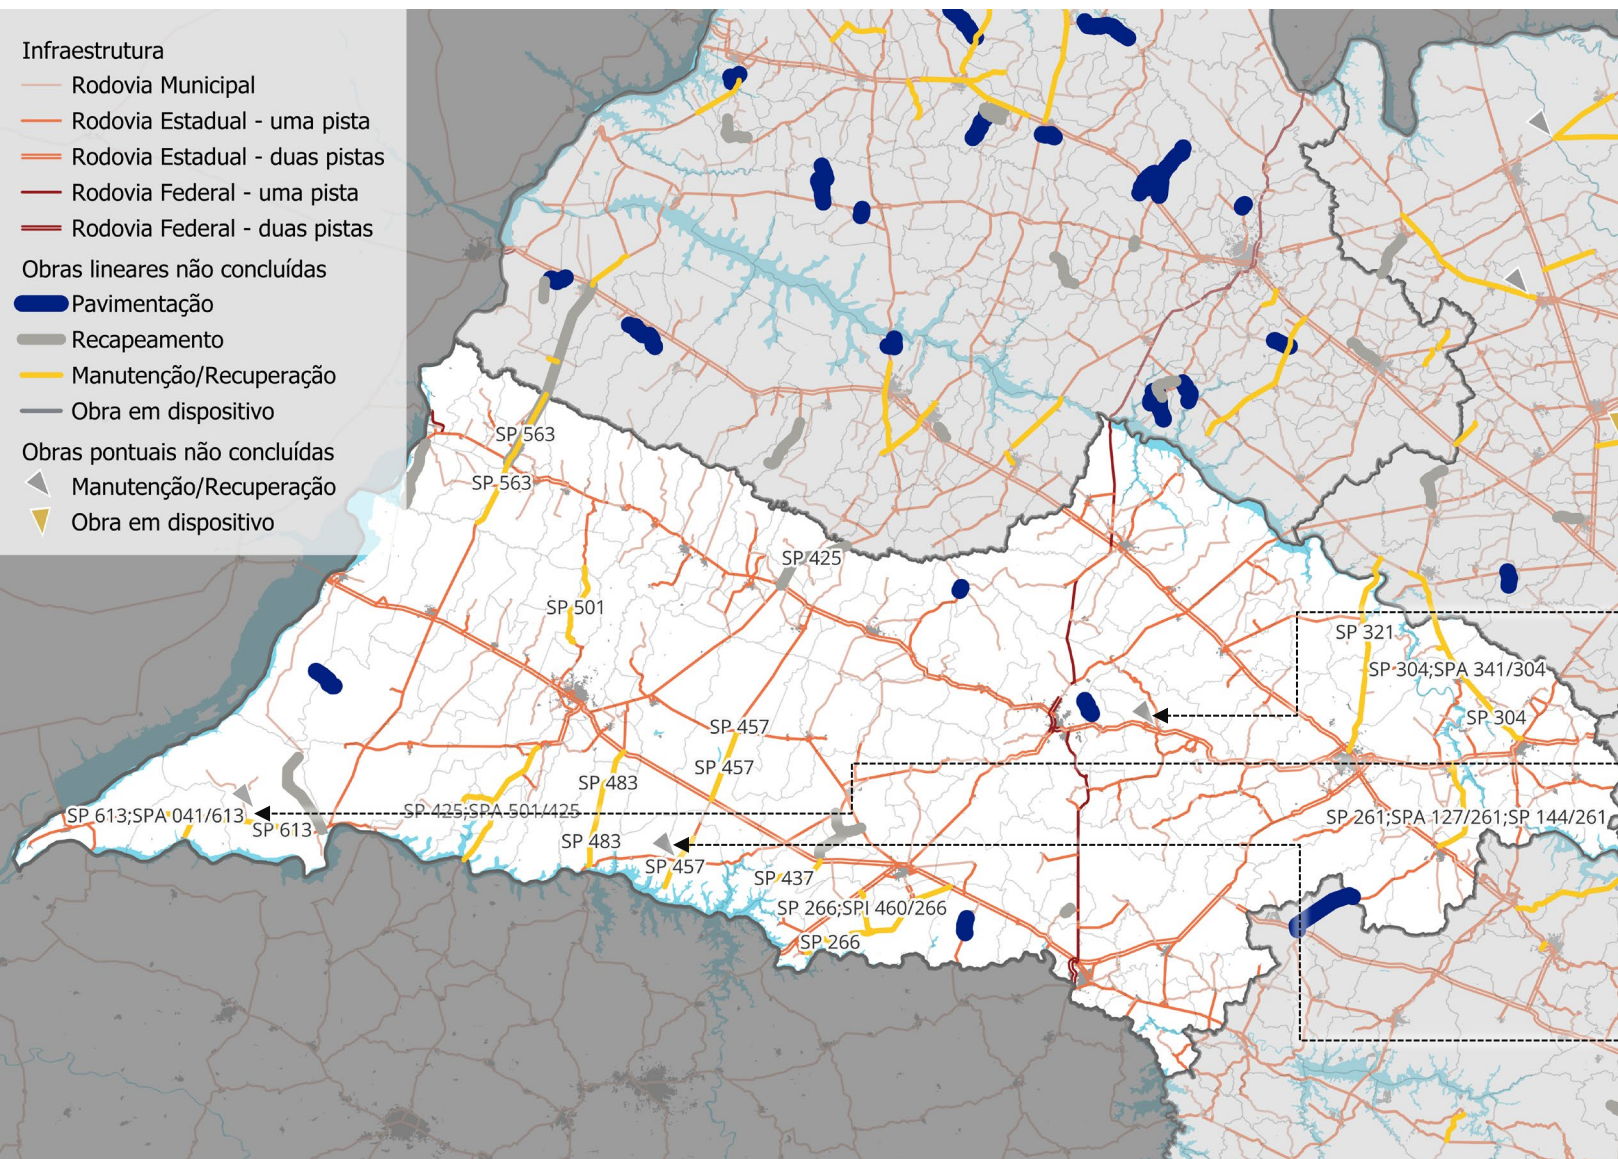 Infraestrutura
Rodovia Municipal
Rodovia Estadual - uma pista
Rodovia Estadual - duas pistas
Rodovia Federal - uma pista
Rodovia Federal - duas pistas
Obras lineares não concluídas
Pavimentação
Recapeamento
Manutenção/Recuperação
Obra em dispositivo
Obras pontuais não concluídas
Manutenção/Recuperação
Obra em dispositivo
SP 563
SP 563
SP 425
SP 501
SP 321
SP 304;SPA 341/304
SP 304
SP 457
SP 457
SP 483
SP 425;SPA 501/425
SP 613;SPA 041/613
SP 613
SP 261;SPA 127/261;SP 144/261
SP 483
SP 457
SP 437
SP 266;SPI 460/266
SP 266